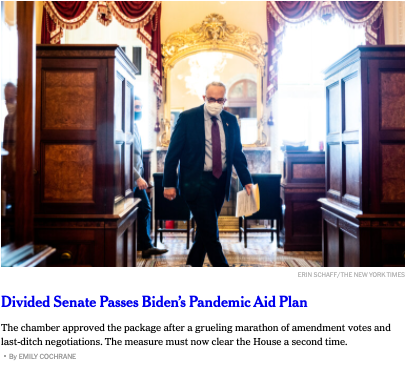 ERIN SCHAFF/THE NEW YORK TIMES
Divided Senate Passes Biden's Pandemic Aid Plan
The chamber approved the package after a grueling marathon of amendment votes and
last-ditch negotiations. The measure must now clear the House a second time.
• By EMILY COCHRANE